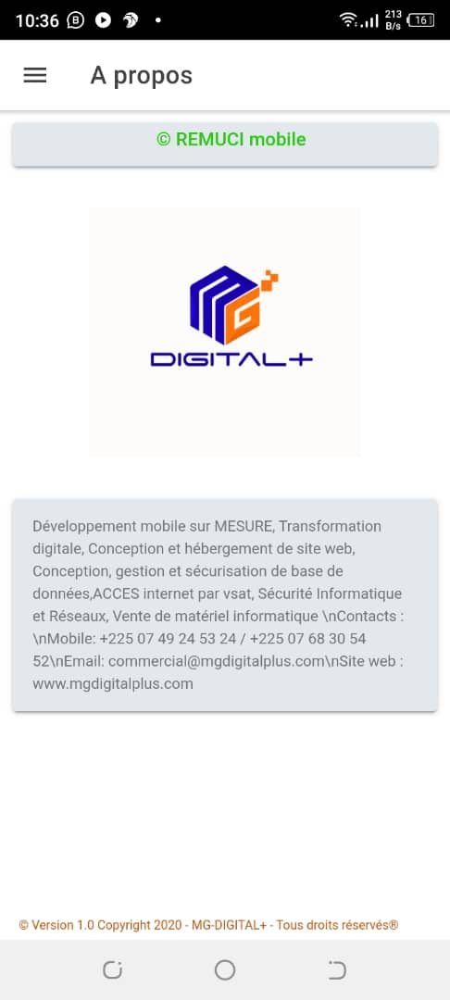 10:36
213
B/s
16
A propos
© REMUCI mobile
MG
DIGITAL+
Développement mobile sur MESURE, Transformation
digitale, Conception et hébergement de site web,
Conception, gestion et sécurisation de base de
données,ACCES internet par vsat, Sécurité Informatique
et Réseaux, Vente de matériel informatique \nContacts :
\nMobile: +225 07 49 24 53 24 / +225 07 68 30 54
52\nEmail: commercial@mgdigitalplus.com\nSite web :
www.mgdigitalplus.com
© Version 1.0 Copyright 2020 - MG-DIGITAL+ - Tous droits réservés®